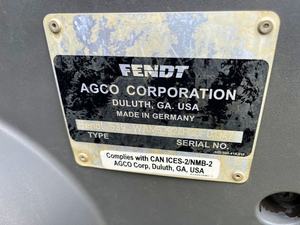 FENDT
AGCO CORPORATION
DULUTH, GA. USA
MADE IN GERMANY
TYPE SERIAL NO.
Complies with CAN ICES-2/NMB-2
AGCO Corp, Duluth, GA, USA